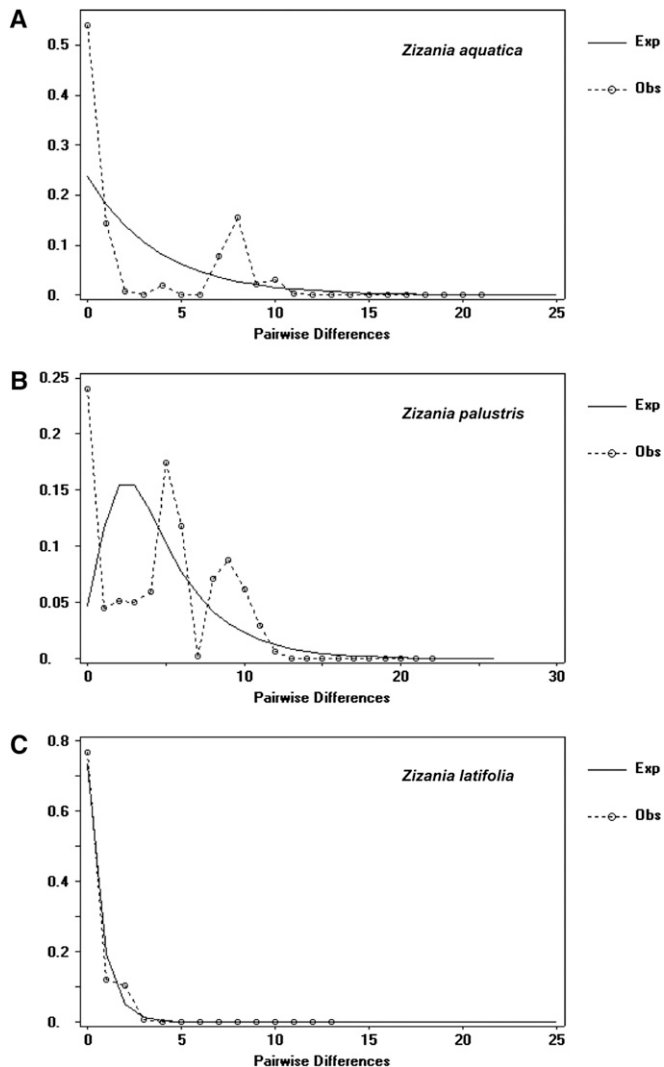 A
Zizania aquatica
Exp
Obs
0.5
0.4
0.3
0.2
0.1
0.
0 5 10 15 20 25
Pairwise Differences
B
Zizania palustris
Exp
Obs
0.25
0.2
0.15
0.1
0.05
0.
0 10 20 30
Pairwise Differences
C
Zizania latifolia
Exp
Obs
0.8
0.6
0.4
0.2
0.
0 5 10 15 20 25
Pairwise Differences